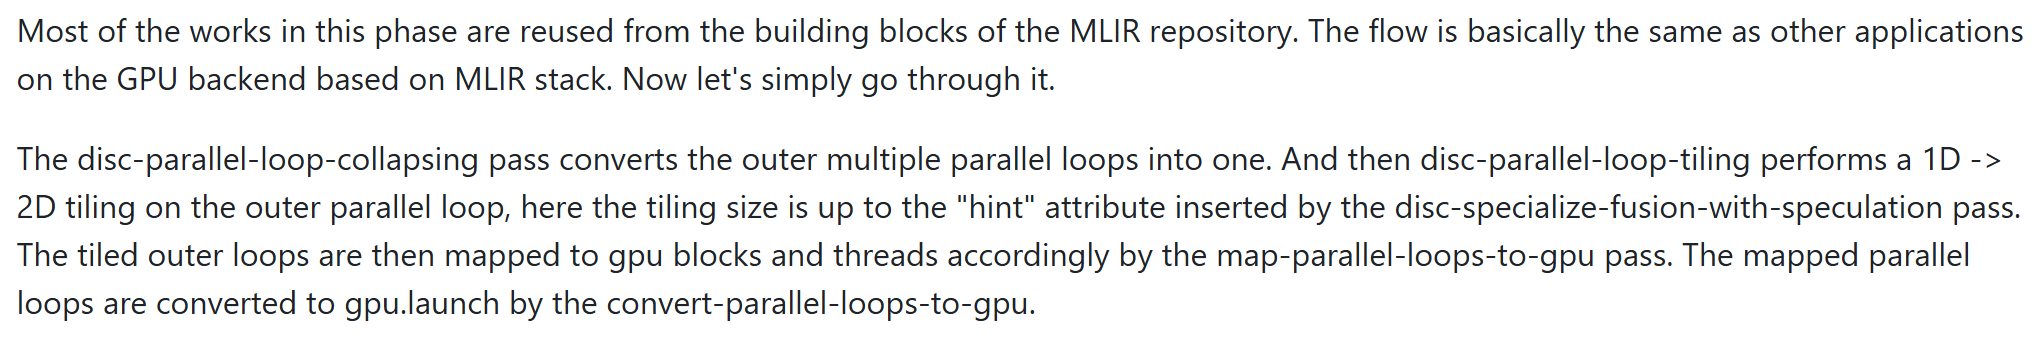 Most of the works in this phase are reused from the building blocks of the MLIR repository. The flow is basically the same as other applications
on the GPU backend based on MLIR stack. Now let's simply go through it.
The disc-parallel-loop-collapsing pass converts the outer multiple parallel loops into one. And then disc-parallel-loop-tiling performs a 1D ->
2D tiling on the outer parallel loop, here the tiling size is up to the "hint" attribute inserted by the disc-specialize-fusion-with-speculation pass.
The tiled outer loops are then mapped to gpu blocks and threads accordingly by the map-parallel-loops-to-gpu pass. The mapped parallel
loops are converted to gpu.launch by the convert-parallel-loops-to-gpu.